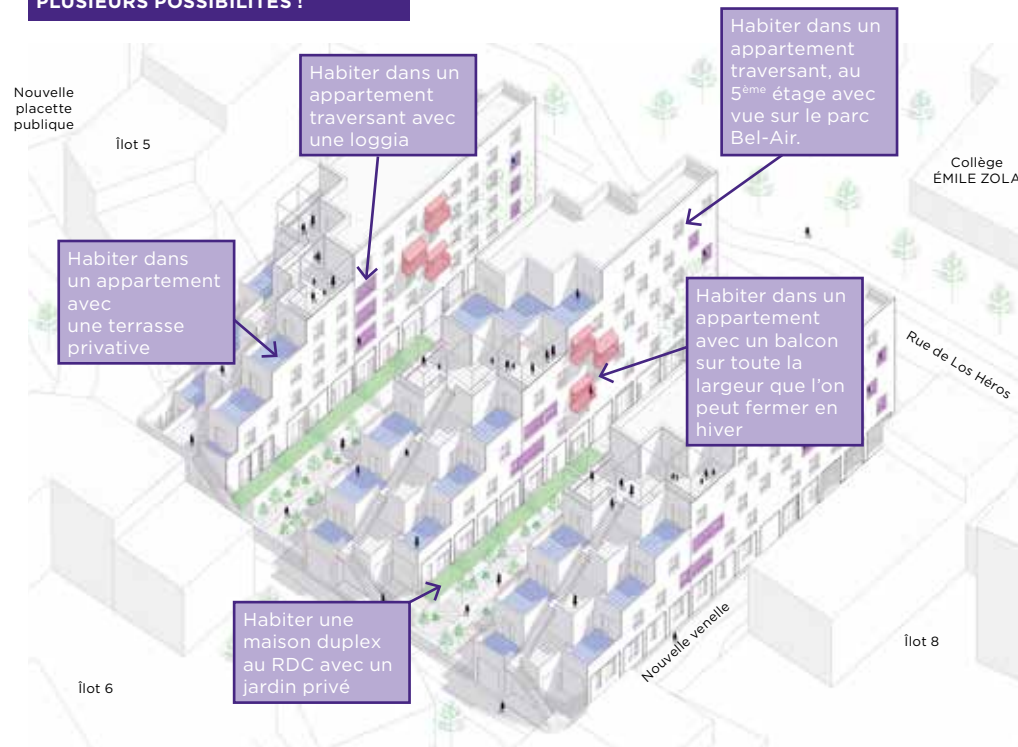 PLUSIEURS POSSIBILITÉS !
Habiter dans un
appartement
traversant, au
5ème étage avec
vue sur le parc
Bel-Air.
Habiter dans un
appartement
traversant avec
une loggia
Nouvelle
placette
publique
Îlot 5
Collège
ÉMILE ZOLA
Habiter dans
un appartement
avec
une terrasse
privative
Habiter dans un
appartement
avec un balcon
sur toute la
largeur que l'on
peut fermer en
hiver
Rue de Los Héros
Habiter une
maison duplex
au RDC avec un
jardin privé
Nouvelle venelle
Îlot 8
Îlot 6